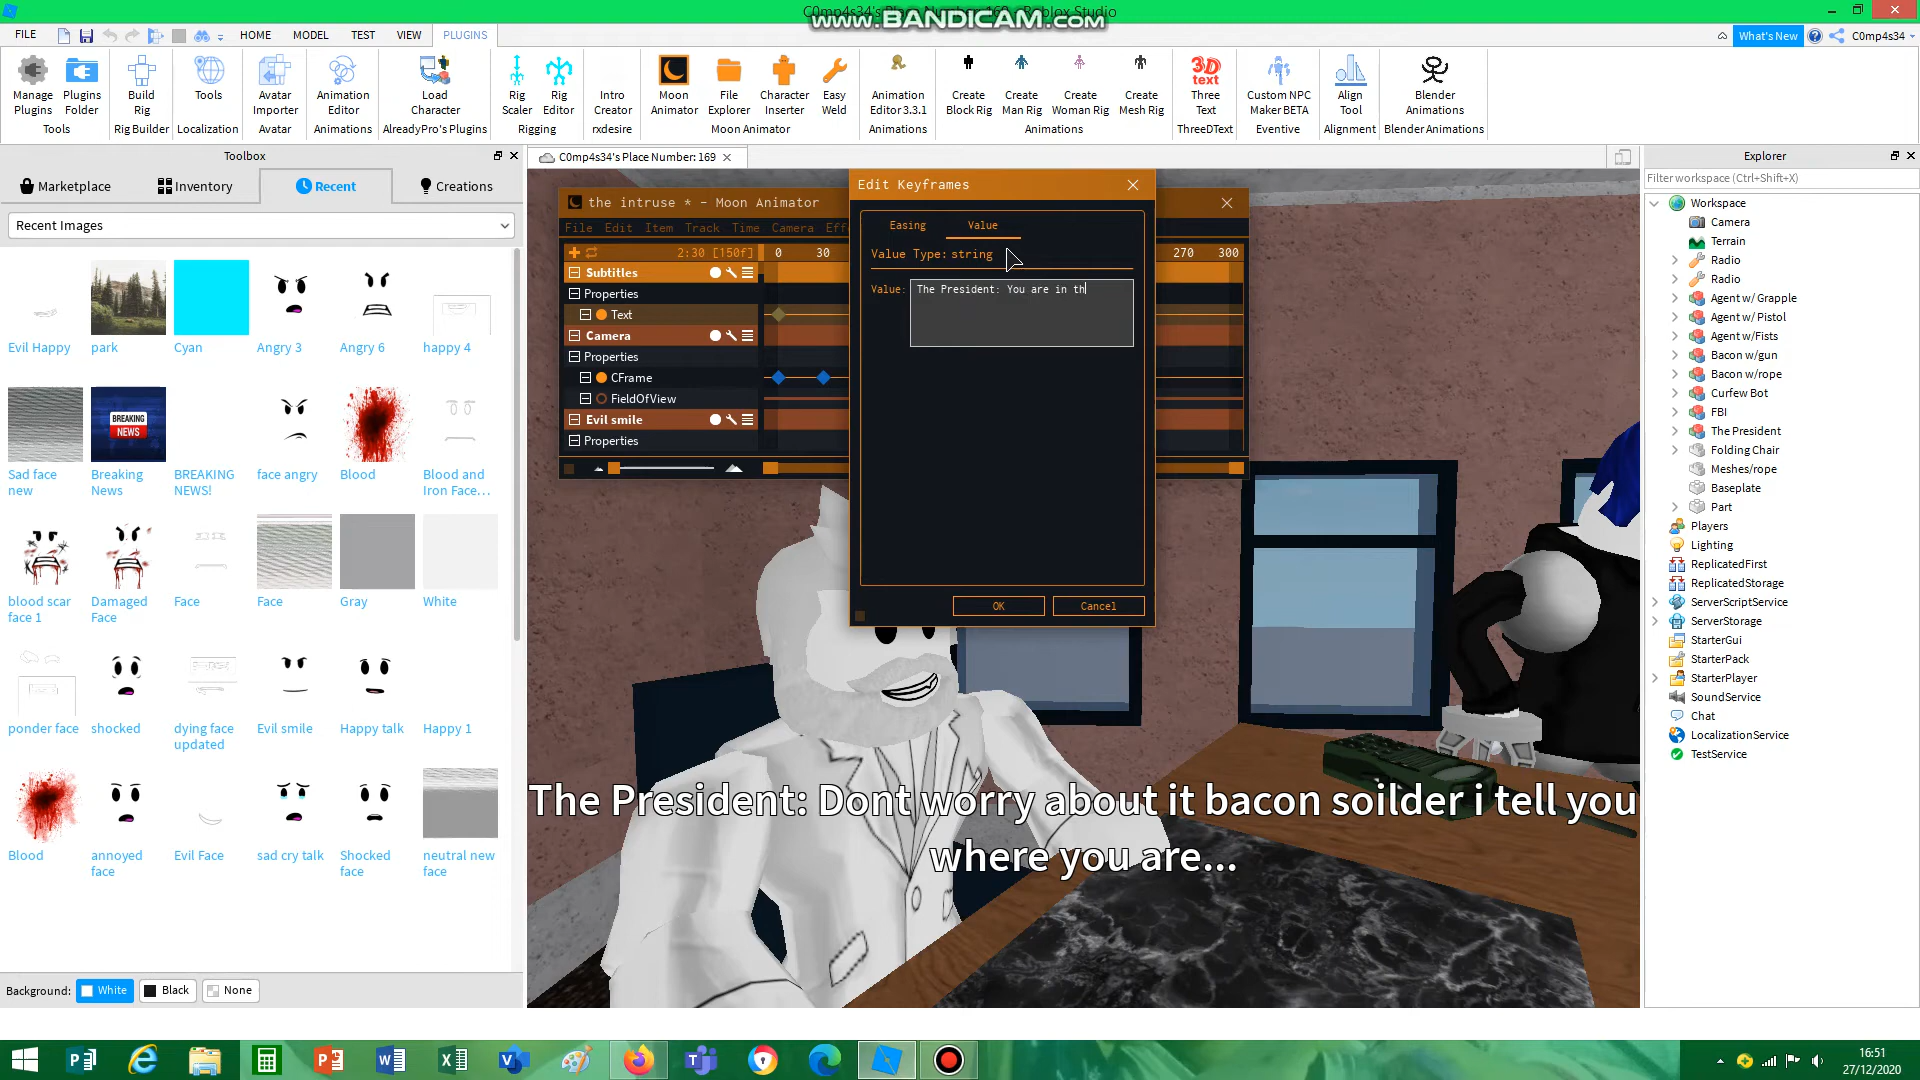 C0mp4s34's Place Number: 169 - Roblox Studio
www.BANDICAM.com
FILE HOME MODEL TEST VIEW PLUGINS
What's New C0mp4s34
Manage Plugins
Plugins Folder
Build Rig
Tools
Avatar Importer
Animation Editor
Load Character
Rig Scaler
Rig Editor
Intro Creator
Moon Animator
File Explorer
Character Inserter
Easy Weld
Animation Editor 3.3.1
Create Block Rig
Create Man Rig
Create Woman Rig
Create Mesh Rig
3D text
Three Text
Custom NPC Maker BETA
Align Tool
Blender Animations
Tools Rig Builder Localization Avatar Animations AlreadyPro's Plugins Rigging rxdesire Moon Animator Animations Animations ThreeDText Eventive Alignment Blender Animations
Toolbox
Marketplace Inventory Recent Creations
Recent Images
Evil Happy
park
Cyan
Angry 3
Angry 6
happy 4
BREAKING NEWS
Sad face new
Breaking News
BREAKING NEWS!
face angry
Blood
Blood and Iron Face...
blood scar face 1
Damaged Face
Face
Face
Gray
White
ponder face
shocked
dying face updated
Evil smile
Happy talk
Happy 1
Blood
annoyed face
Evil Face
sad cry talk
Shocked face
neutral new face
Background: White Black None
C0mp4s34's Place Number: 169
the intruse * - Moon Animator
File Edit Item Track Time Camera Eff
2:30 [150f] 0 30 270 300
Subtitles
Properties
Text
Camera
Properties
CFrame
FieldOfView
Evil smile
Properties
Edit Keyframes
Easing Value
Value Type: string
Value: The President: You are in th
OK Cancel
The President: Dont worry about it bacon soilder i tell you
where you are...
Explorer
Filter workspace (Ctrl+Shift+X)
Workspace
Camera
Terrain
Radio
Radio
Agent w/ Grapple
Agent w/ Pistol
Agent w/Fists
Bacon w/gun
Bacon w/rope
Curfew Bot
FBI
The President
Folding Chair
Meshes/rope
Baseplate
Part
Players
Lighting
ReplicatedFirst
ReplicatedStorage
ServerScriptService
ServerStorage
StarterGui
StarterPack
StarterPlayer
SoundService
Chat
LocalizationService
TestService
16:51
27/12/2020